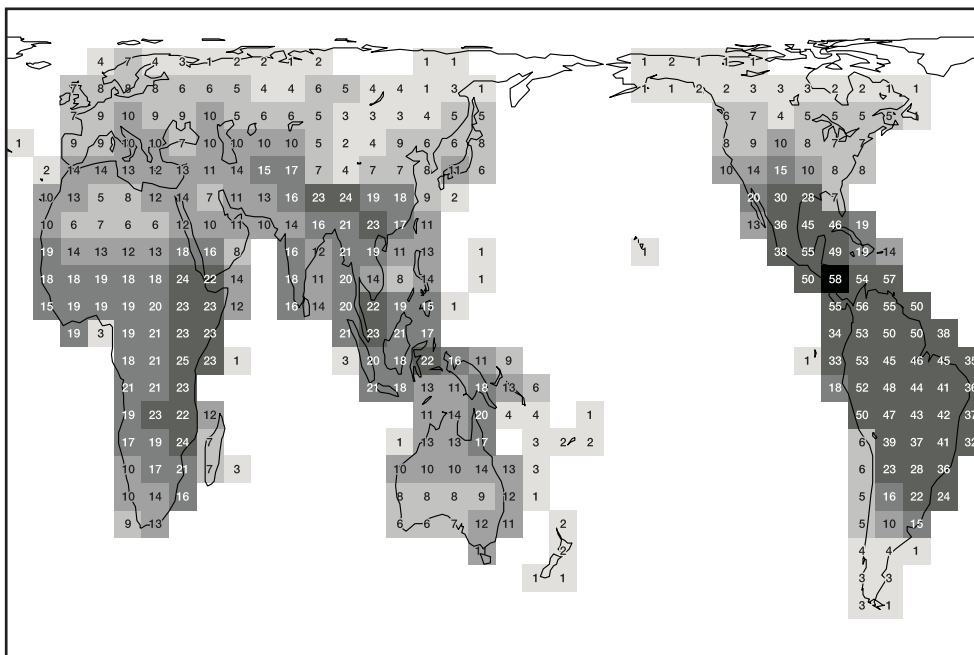 4 7 4 3 1 2 2 1 2 1 1 1 2 1 1 1
7 8 8 8 6 6 5 4 4 6 5 4 4 1 3 1 1 1 2 2 3 3 3 2 2 1 1
7 9 10 9 9 10 5 6 6 5 3 3 3 4 5 5 6 7 4 5 5 5 5 1
1 9 9 10 10 7 10 10 10 10 5 2 4 9 6 6 8 8 9 10 8 7 7
2 14 14 13 12 13 11 14 15 17 7 4 7 7 8 11 6 10 14 15 10 8 8
10 13 5 8 12 14 7 11 13 16 23 24 19 18 9 2 20 30 28 7
10 6 7 6 6 12 10 11 10 14 16 21 23 17 11 13 36 45 46 19
19 14 13 12 13 18 16 8 16 12 21 19 11 13 1 1 38 55 49 19 14
18 18 19 18 18 24 22 14 18 11 20 14 8 14 1 50 58 54 57
15 19 19 19 20 23 23 12 16 14 20 22 19 15 1 55 56 55 50
19 3 19 21 23 23 21 23 21 17 34 53 50 50 38
18 21 25 23 1 3 20 18 22 16 11 9 1 33 53 45 46 45 35
21 21 23 21 18 13 11 18 13 6 18 52 48 44 41 36
19 23 22 12 11 14 20 4 4 1 50 47 43 42 37
17 19 24 7 1 13 13 17 3 2 2 6 39 37 41 32
10 17 21 7 3 10 10 10 14 13 3 6 23 28 36
10 14 16 8 8 8 9 12 1 5 16 22 24
9 13 6 6 7 12 11 2 5 10 15
2 4 4 1
1 1 3 3
3 1